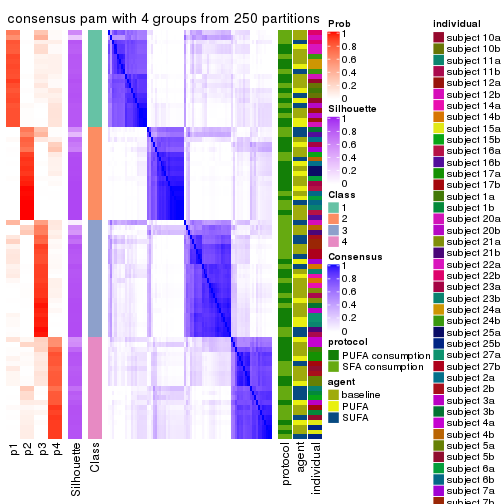 consensus pam with 4 groups from 250 partitions
Prob
1
0.8
0.6
0.4
0.2
0
Silhouette
1
0.8
0.6
0.4
0.2
0
Class
1
2
3
4
Consensus
1
0.8
0.6
0.4
0.2
0
protocol
PUFA consumption
SFA consumption
agent
baseline
PUFA
SUFA
individual
subject 10a
subject 10b
subject 11a
subject 11b
subject 12a
subject 12b
subject 14a
subject 14b
subject 15a
subject 15b
subject 16a
subject 16b
subject 17a
subject 17b
subject 1a
subject 1b
subject 20a
subject 20b
subject 21a
subject 21b
subject 22a
subject 22b
subject 23a
subject 23b
subject 24a
subject 24b
subject 25a
subject 25b
subject 27a
subject 27b
subject 2a
subject 2b
subject 3a
subject 3b
subject 4a
subject 4b
subject 5a
subject 5b
subject 6a
subject 6b
subject 7a
subject 7b
p1
p2
p3
p4
Silhouette
Class
protocol
agent
individual